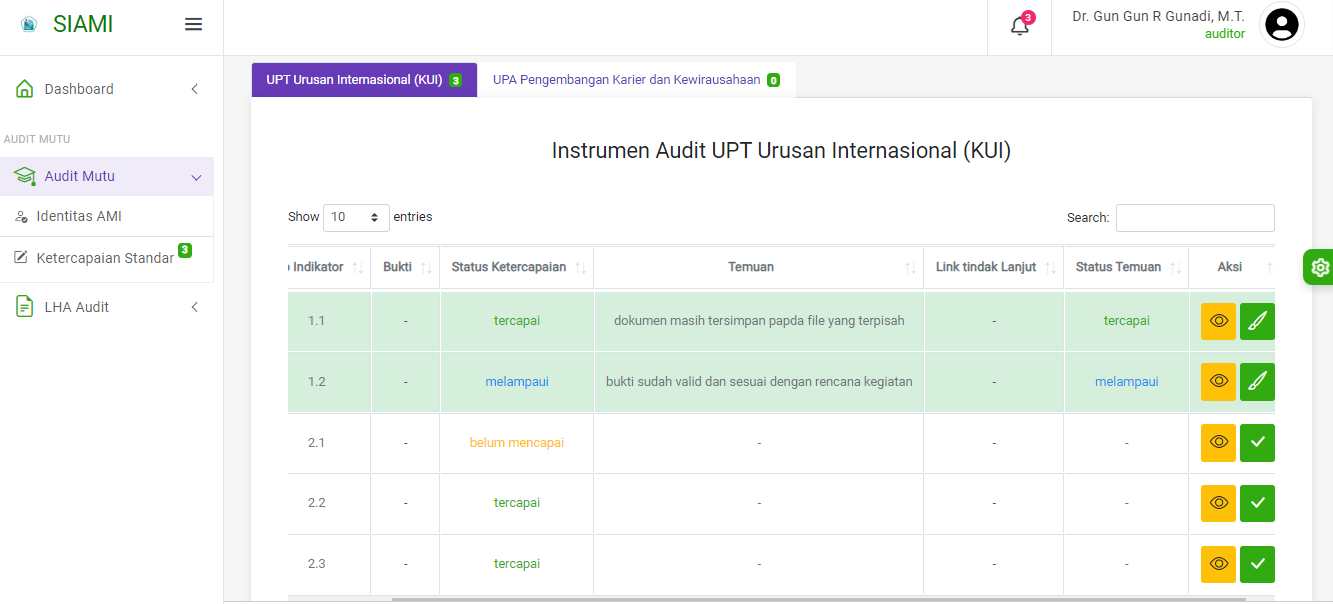 SIAMI
3
Dr. Gun Gun R Gunadi, M.T.
auditor
Dashboard
AUDIT MUTU
Audit Mutu
Identitas AMI
Ketercapaian Standar 3
LHA Audit
UPT Urusan Internasional (KUI) 3
UPA Pengembangan Karier dan Kewirausahaan 0
Instrumen Audit UPT Urusan Internasional (KUI)
Show 10 entries
Search:
Indikator Bukti Status Ketercapaian Temuan Link tindak Lanjut Status Temuan Aksi
1.1 - tercapai dokumen masih tersimpan papda file yang terpisah - tercapai
1.2 - melampaui bukti sudah valid dan sesuai dengan rencana kegiatan - melampaui
2.1 - belum mencapai - - -
2.2 - tercapai - - -
2.3 - tercapai - - -